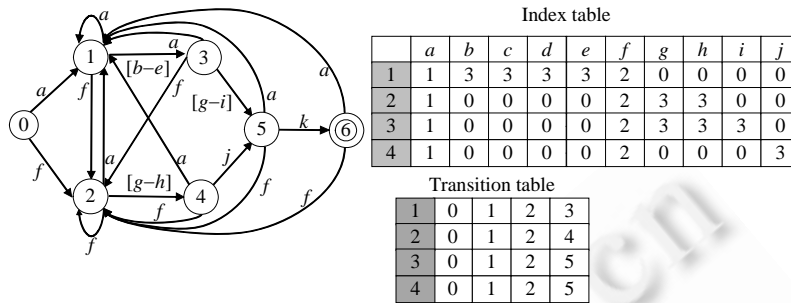 Index table
a b c d e f g h i j
1 1 3 3 3 3 2 0 0 0 0
2 1 0 0 0 0 2 3 3 0 0
3 1 0 0 0 0 2 3 3 3 0
4 1 0 0 0 0 2 0 0 0 3
Transition table
1 0 1 2 3
2 0 1 2 4
3 0 1 2 5
4 0 1 2 5
a
1 a 3
[b−e] a
a f f [g−i] a
0 5 k 6
f a a j
[g−h] f f
2 4
f
f
cn